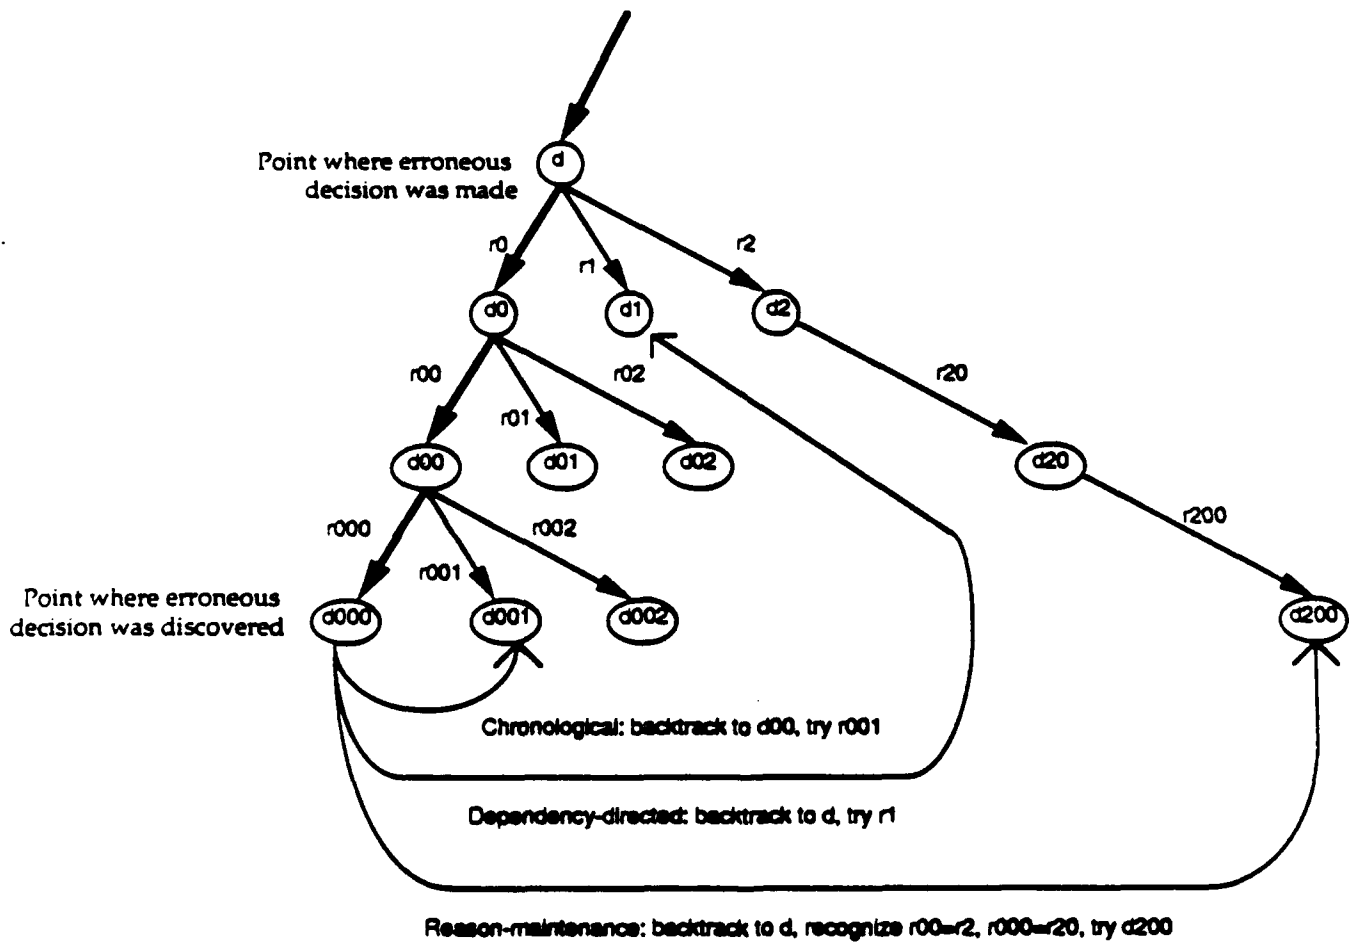 d
Point where erroneous
decision was made
r0
r1
r2
d0
d1
d2
r00
r01
r02
r20
d00
d01
d02
d20
r000
r001
r002
r200
Point where erroneous
decision was discovered
d000
d001
d002
d200
Chronological: backtrack to d00, try r001
Dependency-directed: backtrack to d, try r1
Reason-maintenance: backtrack to d, recognize r00=r2, r000=r20, try d200